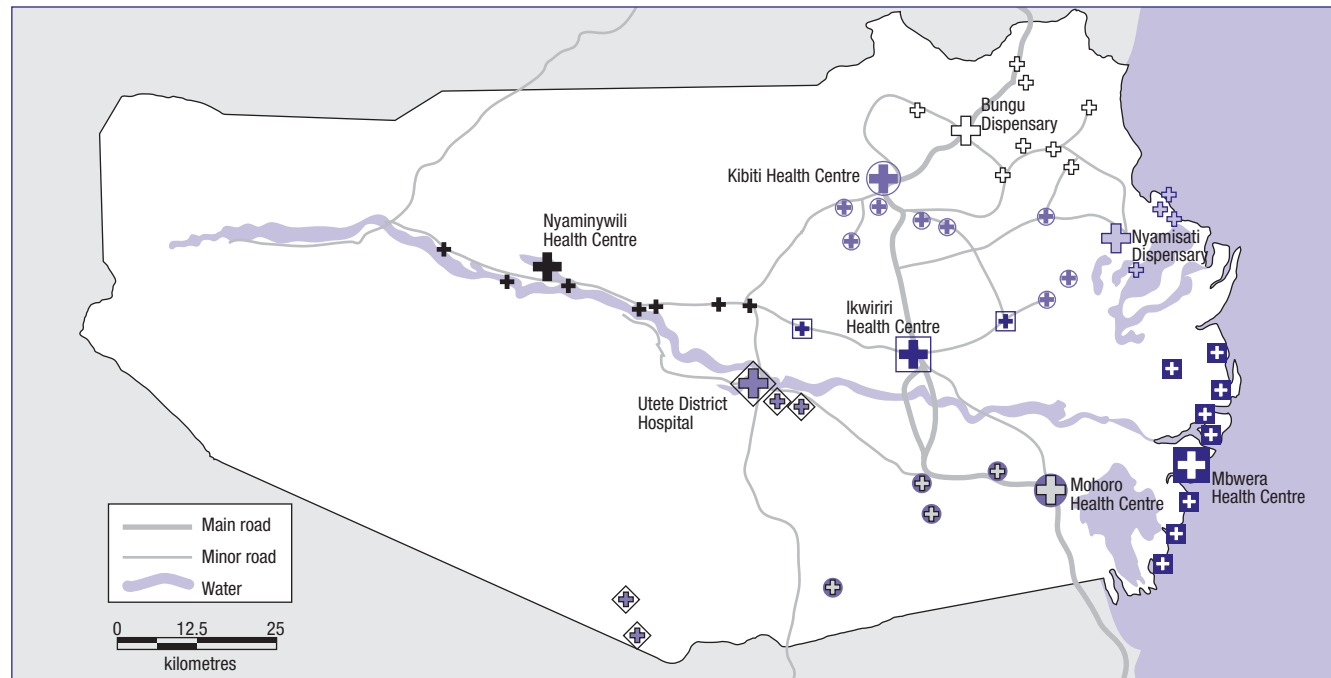 Bungu
Dispensary
Kibiti Health Centre
Nyaminywili
Health Centre
Nyamisati
Dispensary
Ikwiriri
Health Centre
Utete District
Hospital
Mohoro
Health Centre
Mbwera
Health Centre
Main road
Minor road
Water
0 12.5 25
kilometres